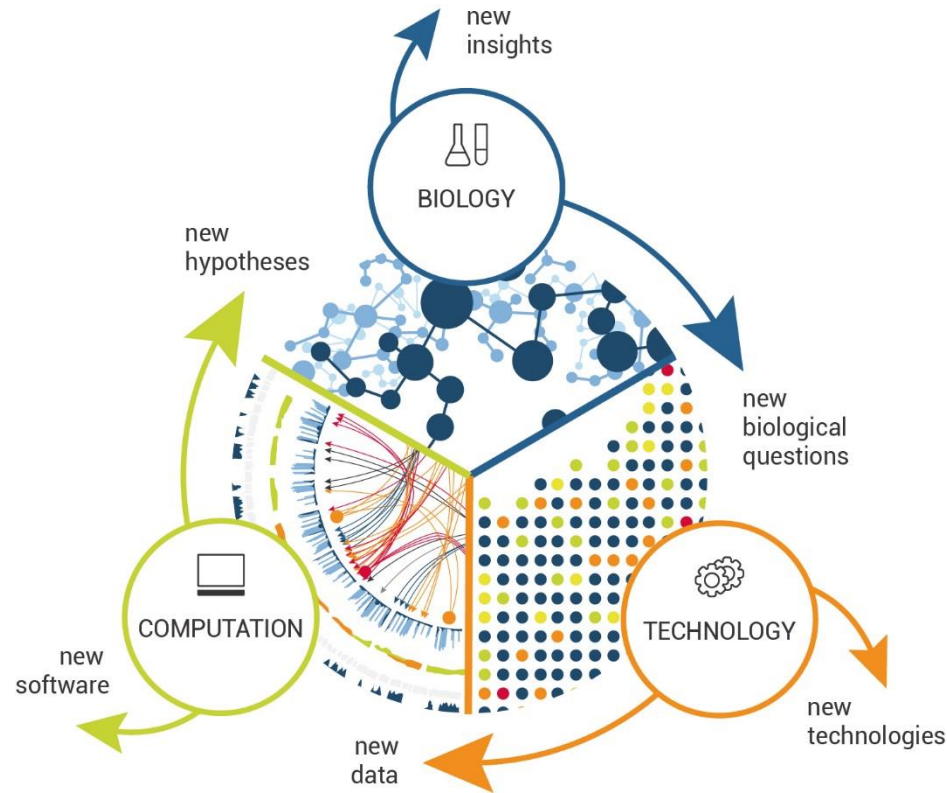 new
insights
BIOLOGY
new
hypotheses
new
biological
questions
COMPUTATION
TECHNOLOGY
new
software
new
technologies
new
data